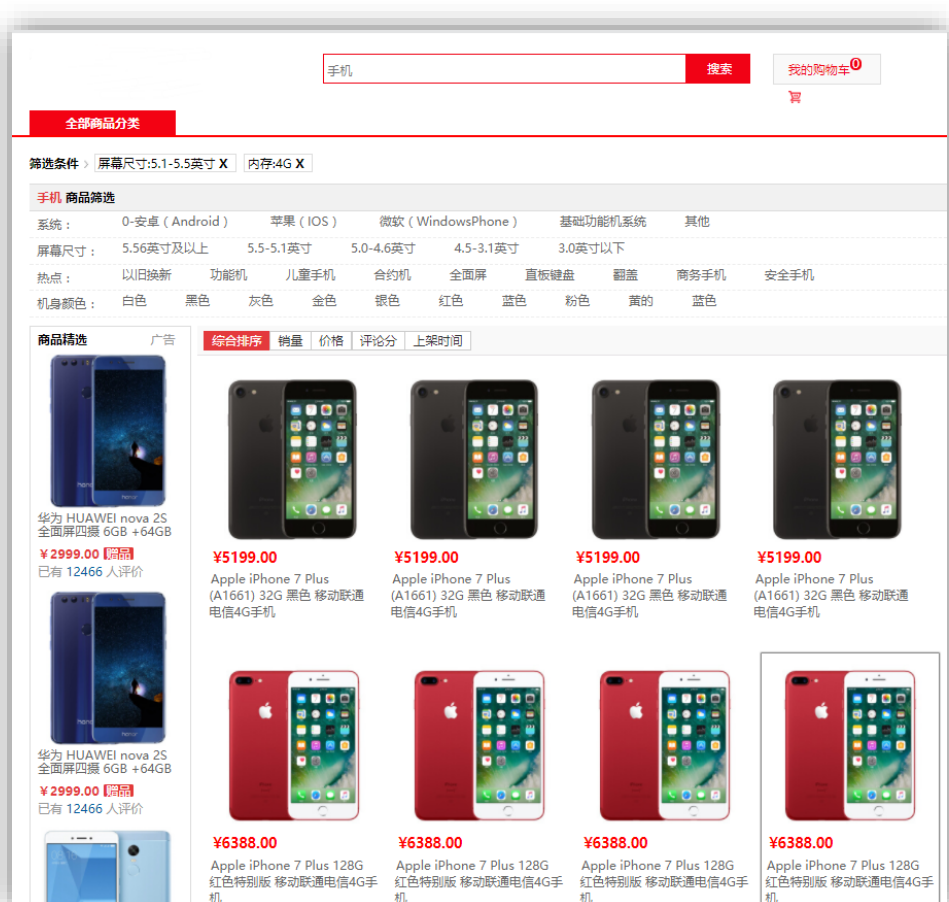 手机
搜索
我的购物车0
全部商品分类
筛选条件 > 屏幕尺寸:5.1-5.5英寸 X 内存:4G X
手机 商品筛选
系统： 0-安卓（Android） 苹果（IOS） 微软（WindowsPhone） 基础功能机系统 其他
屏幕尺寸： 5.56英寸及以上 5.5-5.1英寸 5.0-4.6英寸 4.5-3.1英寸 3.0英寸以下
热点： 以旧换新 功能机 儿童手机 合约机 全面屏 直板键盘 翻盖 商务手机 安全手机
机身颜色： 白色 黑色 灰色 金色 银色 红色 蓝色 粉色 黄的 蓝色
商品精选 广告
综合排序 销量 价格 评论分 上架时间
honor
华为 HUAWEI nova 2S
全面屏四摄 6GB +64GB
￥2999.00 赠品
已有 12466 人评价
honor
华为 HUAWEI nova 2S
全面屏四摄 6GB +64GB
￥2999.00 赠品
已有 12466 人评价
¥5199.00
Apple iPhone 7 Plus
(A1661) 32G 黑色 移动联通
电信4G手机
¥5199.00
Apple iPhone 7 Plus
(A1661) 32G 黑色 移动联通
电信4G手机
¥5199.00
Apple iPhone 7 Plus
(A1661) 32G 黑色 移动联通
电信4G手机
¥5199.00
Apple iPhone 7 Plus
(A1661) 32G 黑色 移动联通
电信4G手机
¥6388.00
Apple iPhone 7 Plus 128G
红色特别版 移动联通电信4G手
机
¥6388.00
Apple iPhone 7 Plus 128G
红色特别版 移动联通电信4G手
机
¥6388.00
Apple iPhone 7 Plus 128G
红色特别版 移动联通电信4G手
机
¥6388.00
Apple iPhone 7 Plus 128G
红色特别版 移动联通电信4G手
机